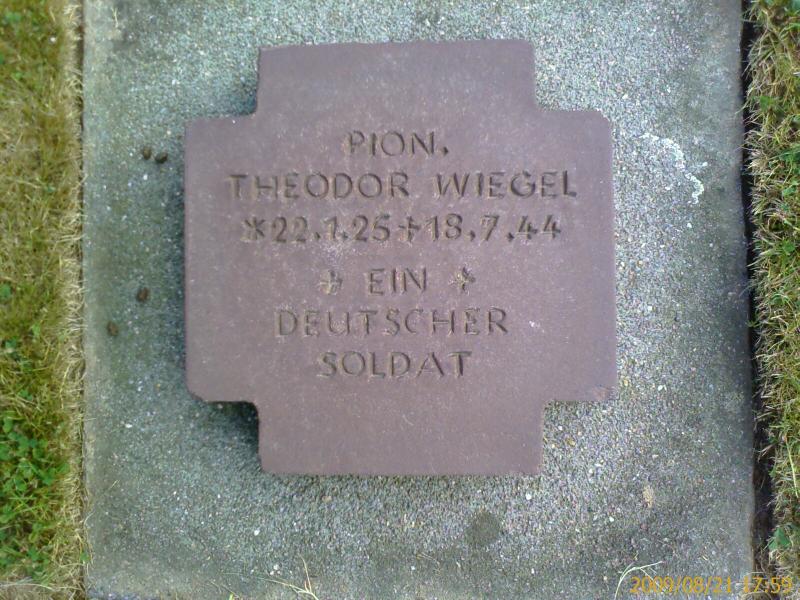 PION.
THEODOR WIEGEL
*22.1.25 †18.7.44
+ EIN +
DEUTSCHER
SOLDAT
2009/08/21 17:59